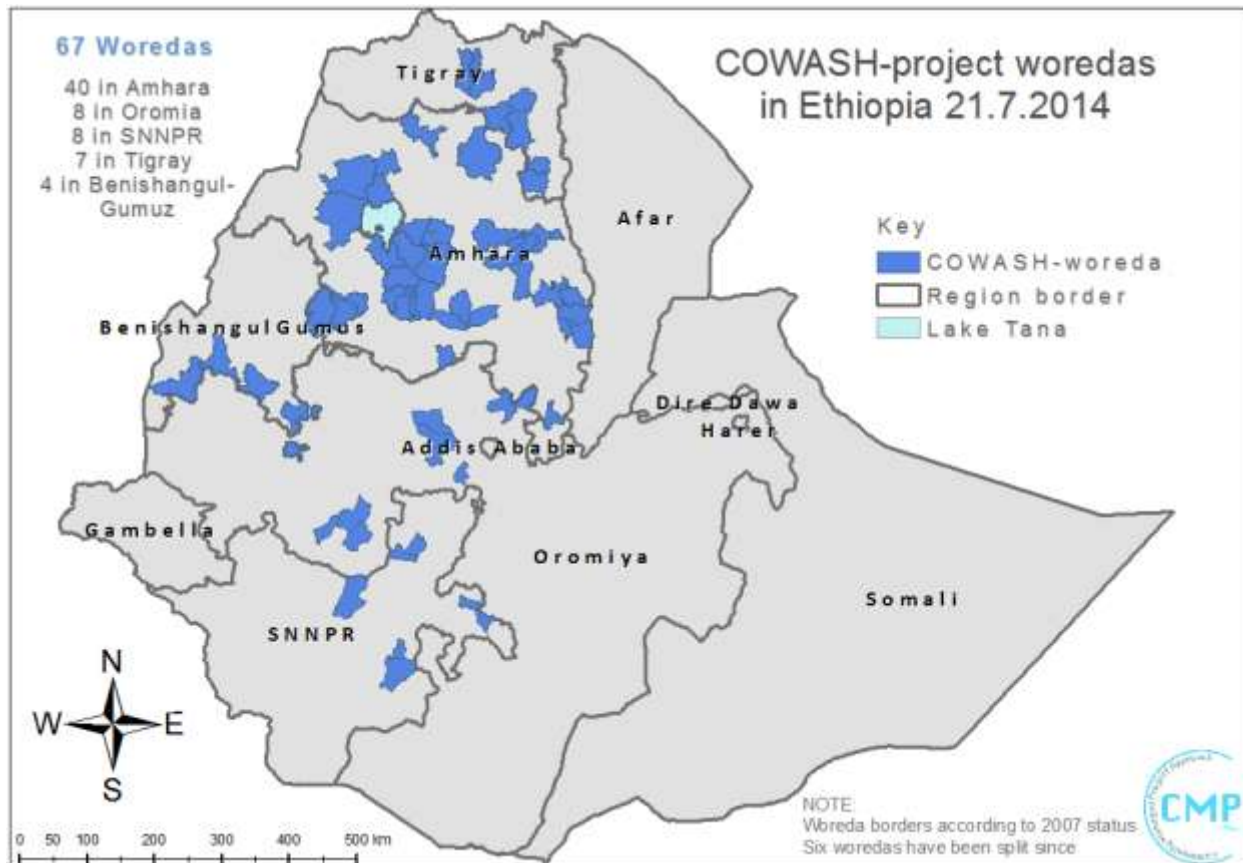 67 Woredas
40 in Amhara
8 in Oromia
8 in SNNPR
7 in Tigray
4 in Benishangul-
Gumuz
COWASH-project woredas
in Ethiopia 21.7.2014
Key
COWASH-woreda
Region border
Lake Tana
Tigray
Afar
Amhara
Benishangul Gumus
Dire Dawa
Harer
Addis Ababa
Gambella
Oromiya
Somali
SNNPR
N
W E
S
0 50 100 200 300 400 500 km
NOTE
Woreda borders according to 2007 status
Six woredas have been split since
CMP